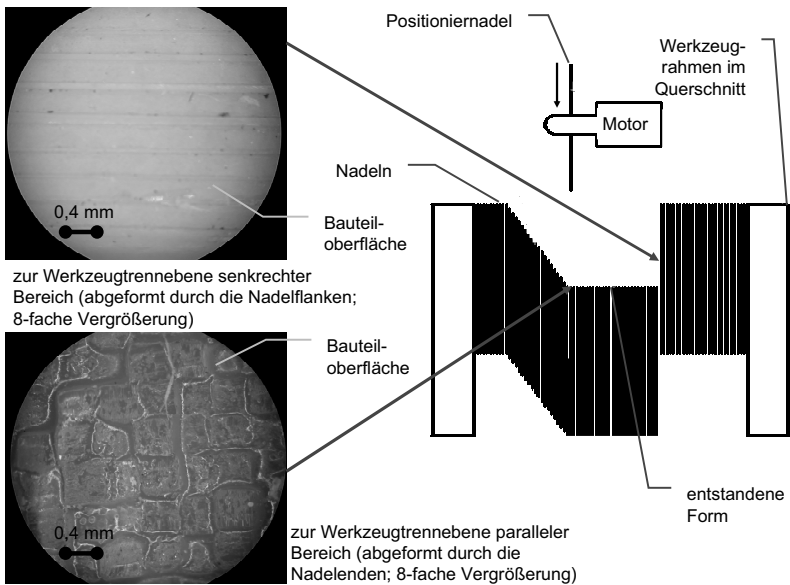 Positioniernadel
Werkzeug-
rahmen im
Querschnitt
Motor
Nadeln
0,4 mm
Bauteil-
oberfläche
zur Werkzeugtrennebene senkrechter
Bereich (abgeformt durch die Nadelflanken;
8-fache Vergrößerung)
Bauteil-
oberfläche
0,4 mm
entstandene
Form
zur Werkzeugtrennebene paralleler
Bereich (abgeformt durch die
Nadelenden; 8-fache Vergrößerung)